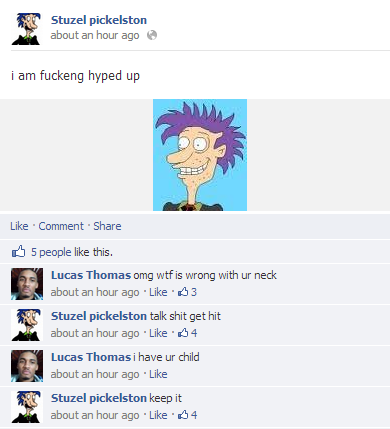 Stuzel pickelston
about an hour ago
i am fuckeng hyped up
Like · Comment · Share
5 people like this.
Lucas Thomas omg wtf is wrong with ur neck
about an hour ago · Like · 3
Stuzel pickelston talk shit get hit
about an hour ago · Like · 4
Lucas Thomas i have ur child
about an hour ago · Like
Stuzel pickelston keep it
about an hour ago · Like · 4